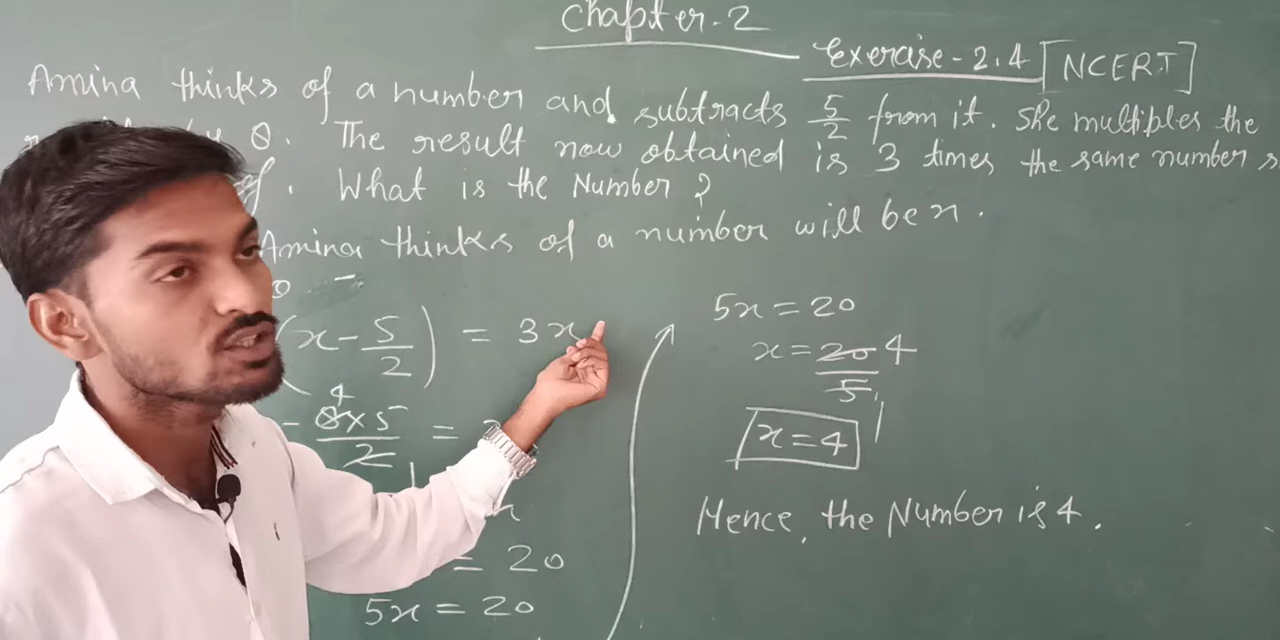 Chapter-2
Exercise-2.4 [NCERT]
Amina thinks of a number and subtracts 5/2 from it. She multiples the
8. The result now obtained is 3 times the same number s
of. What is the Number?
Amina thinks of a number will be x.
(x - 5/2) = 3x
- 8×5/2 4 =
= 20
5x = 20
5x = 20
x = 20/5 4
x = 4
Hence, the Number is 4.